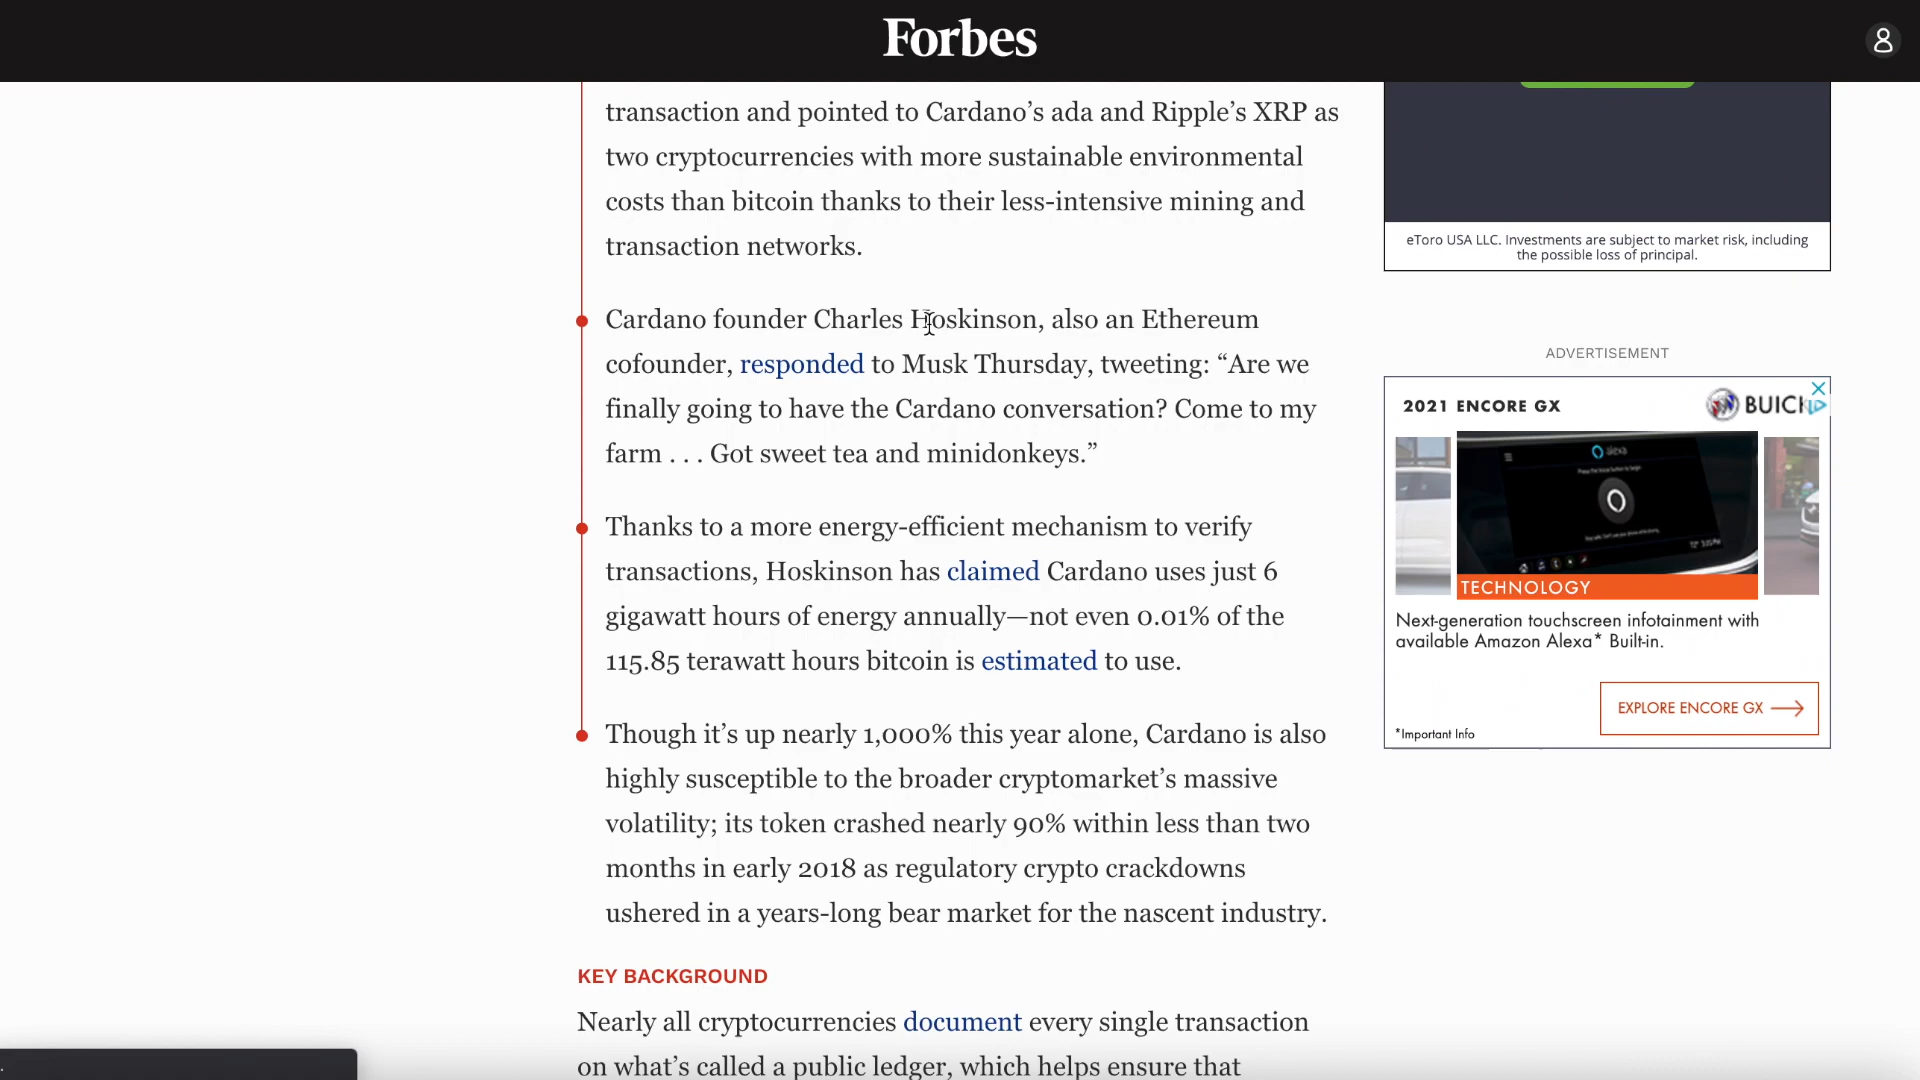 Forbes
transaction and pointed to Cardano’s ada and Ripple’s XRP as
two cryptocurrencies with more sustainable environmental
costs than bitcoin thanks to their less-intensive mining and
transaction networks.
Cardano founder Charles Hoskinson, also an Ethereum
cofounder, responded to Musk Thursday, tweeting: “Are we
finally going to have the Cardano conversation? Come to my
farm . . . Got sweet tea and minidonkeys.”
Thanks to a more energy-efficient mechanism to verify
transactions, Hoskinson has claimed Cardano uses just 6
gigawatt hours of energy annually—not even 0.01% of the
115.85 terawatt hours bitcoin is estimated to use.
Though it’s up nearly 1,000% this year alone, Cardano is also
highly susceptible to the broader cryptomarket’s massive
volatility; its token crashed nearly 90% within less than two
months in early 2018 as regulatory crypto crackdowns
ushered in a years-long bear market for the nascent industry.
KEY BACKGROUND
Nearly all cryptocurrencies document every single transaction
on what’s called a public ledger, which helps ensure that
eToro USA LLC. Investments are subject to market risk, including
the possible loss of principal.
ADVERTISEMENT
2021 ENCORE GX
BUICK
alexa
TECHNOLOGY
Next-generation touchscreen infotainment with
available Amazon Alexa* Built-in.
EXPLORE ENCORE GX
*Important Info